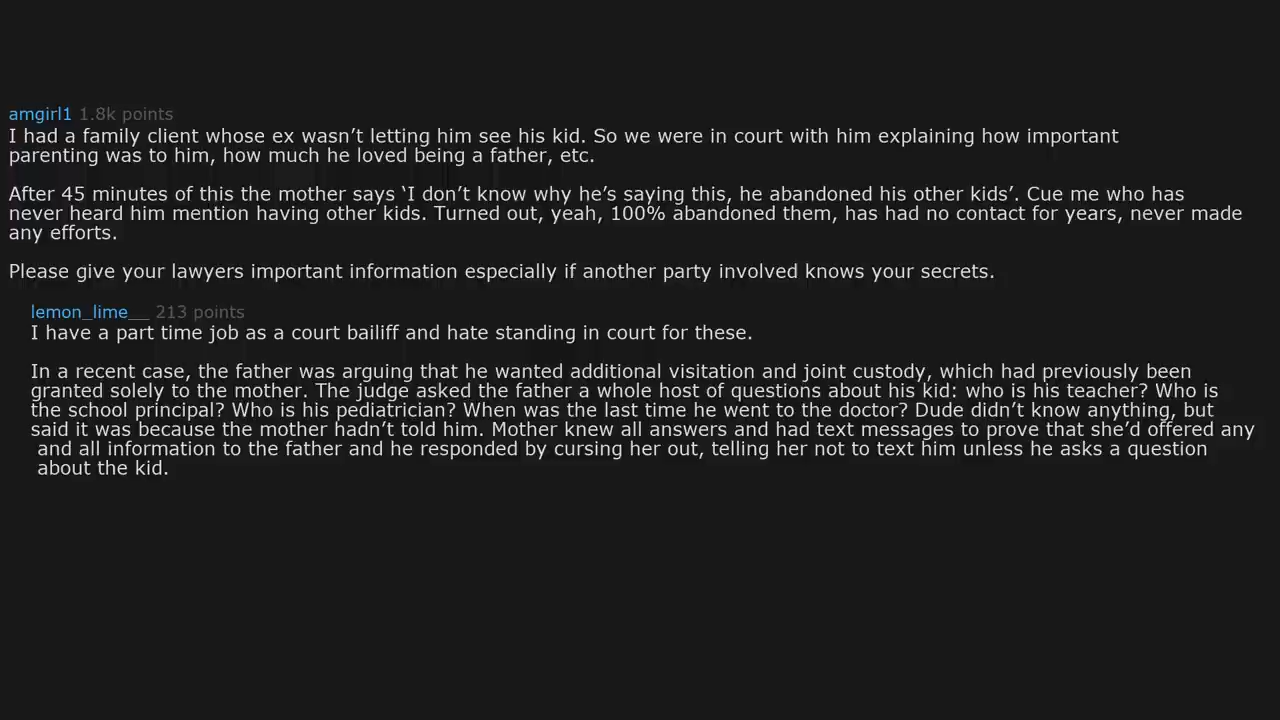 amgirl1 1.8k points
I had a family client whose ex wasn’t letting him see his kid. So we were in court with him explaining how important
parenting was to him, how much he loved being a father, etc.
After 45 minutes of this the mother says ‘I don’t know why he’s saying this, he abandoned his other kids’. Cue me who has
never heard him mention having other kids. Turned out, yeah, 100% abandoned them, has had no contact for years, never made
any efforts.
Please give your lawyers important information especially if another party involved knows your secrets.
lemon_lime__ 213 points
I have a part time job as a court bailiff and hate standing in court for these.
In a recent case, the father was arguing that he wanted additional visitation and joint custody, which had previously been
granted solely to the mother. The judge asked the father a whole host of questions about his kid: who is his teacher? Who is
the school principal? Who is his pediatrician? When was the last time he went to the doctor? Dude didn’t know anything, but
said it was because the mother hadn’t told him. Mother knew all answers and had text messages to prove that she’d offered any
and all information to the father and he responded by cursing her out, telling her not to text him unless he asks a question
about the kid.